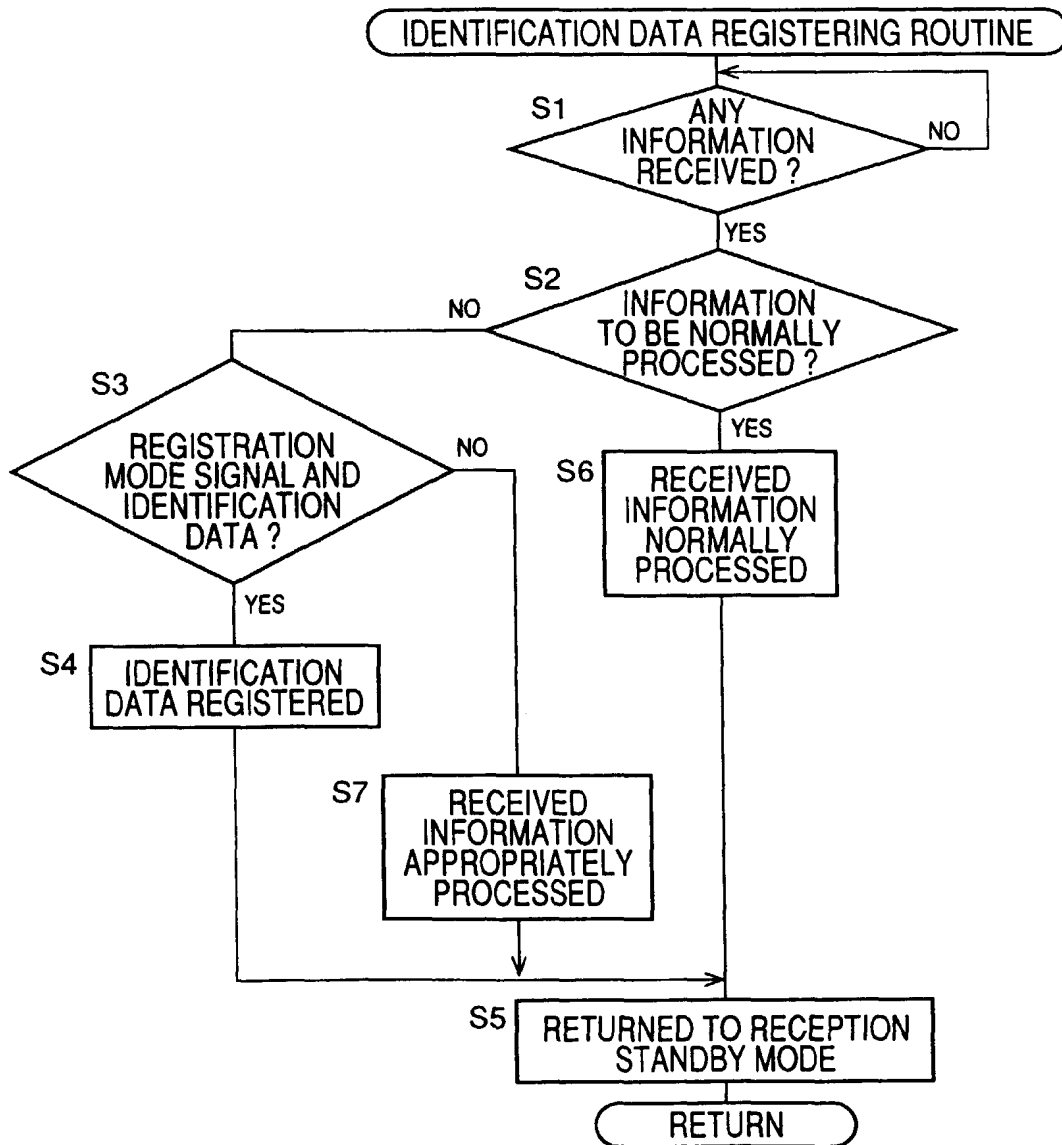 IDENTIFICATION DATA REGISTERING ROUTINE
S1
ANY
INFORMATION
RECEIVED ?
NO
YES
S2
INFORMATION
TO BE NORMALLY
PROCESSED ?
NO
YES
S3
REGISTRATION
MODE SIGNAL AND
IDENTIFICATION
DATA ?
NO
YES
S6
RECEIVED
INFORMATION
NORMALLY
PROCESSED
S4
IDENTIFICATION
DATA REGISTERED
S7
RECEIVED
INFORMATION
APPROPRIATELY
PROCESSED
S5
RETURNED TO RECEPTION
STANDBY MODE
RETURN